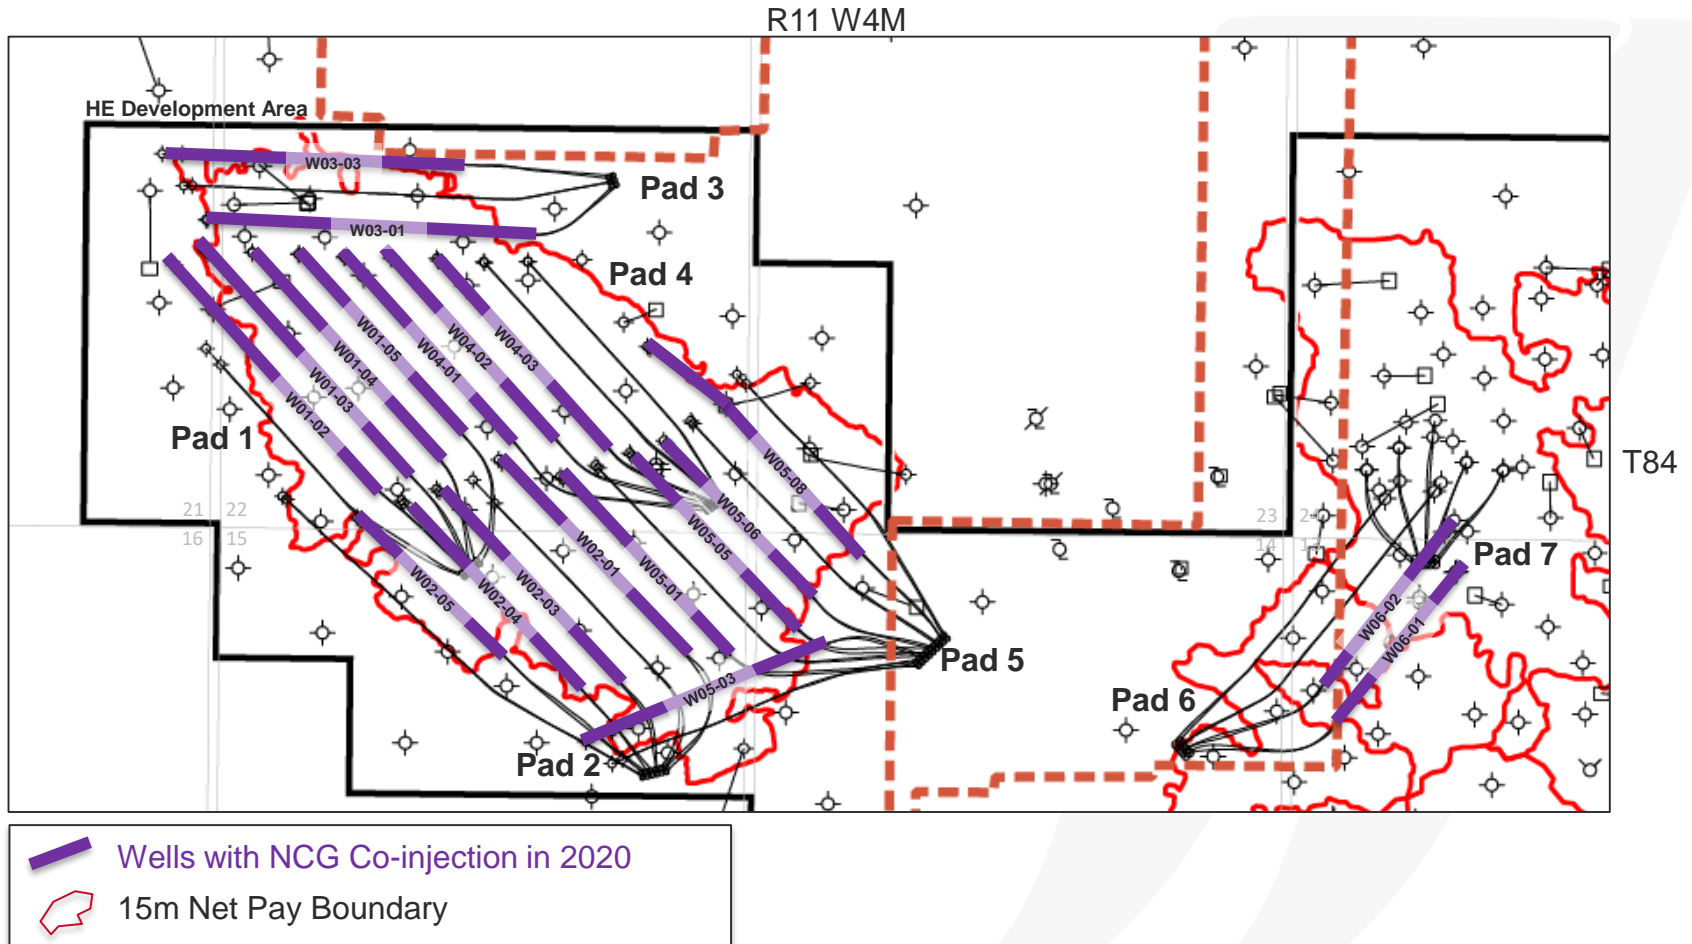 R11 W4M
HE Development Area
W03-03
Pad 3
W03-01
Pad 4
W01-05
W04-01
W04-02
W04-03
W01-04
W01-03
W01-02
Pad 1
W05-08
T84
21 22
16 15
W05-06
W05-05
23
14
Pad 7
W02-05
W02-04
W02-03
W02-01
W05-01
W06-02
W06-01
Pad 5
W05-03
Pad 6
Pad 2
Wells with NCG Co-injection in 2020
15m Net Pay Boundary